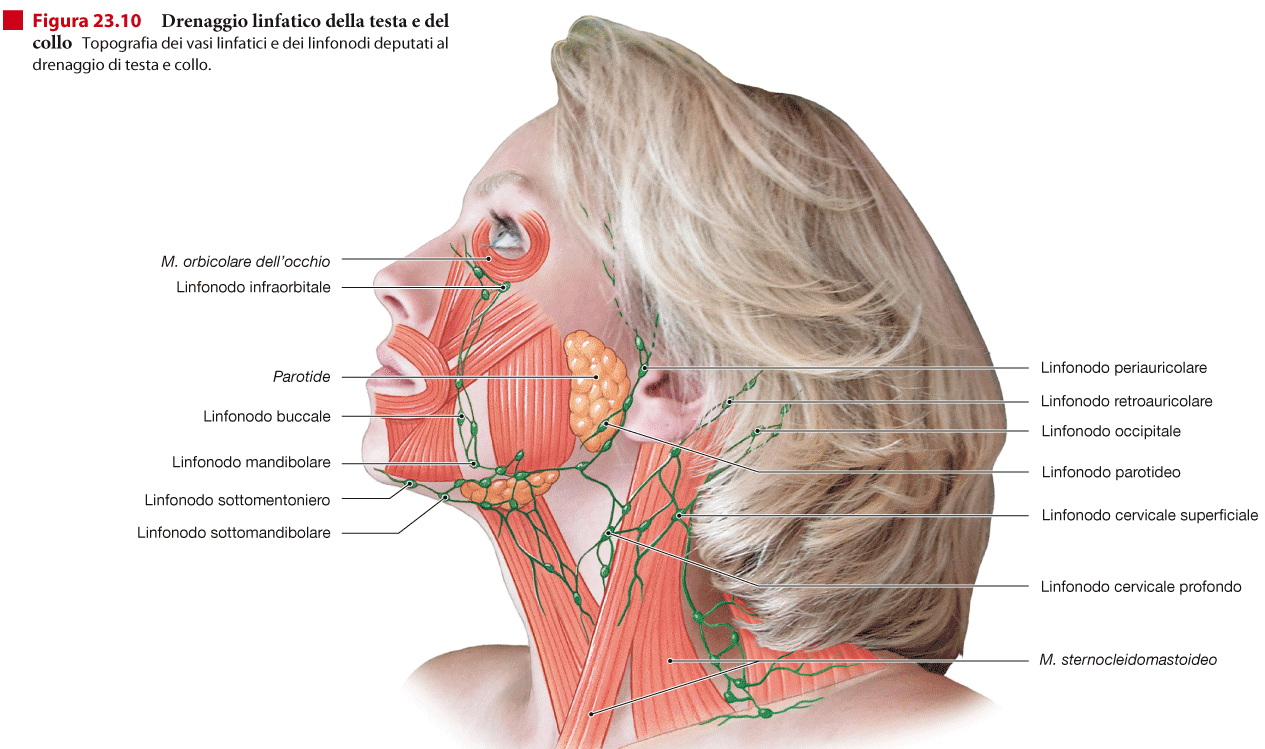 Figura 23.10 Drenaggio linfatico della testa e del
collo Topografia dei vasi linfatici e dei linfonodi deputati al
drenaggio di testa e collo.
M. orbicolare dell’occhio
Linfonodo infraorbitale
Parotide
Linfonodo buccale
Linfonodo mandibolare
Linfonodo sottomentoniero
Linfonodo sottomandibolare
Linfonodo periauricolare
Linfonodo retroauricolare
Linfonodo occipitale
Linfonodo parotideo
Linfonodo cervicale superficiale
Linfonodo cervicale profondo
M. sternocleidomastoideo